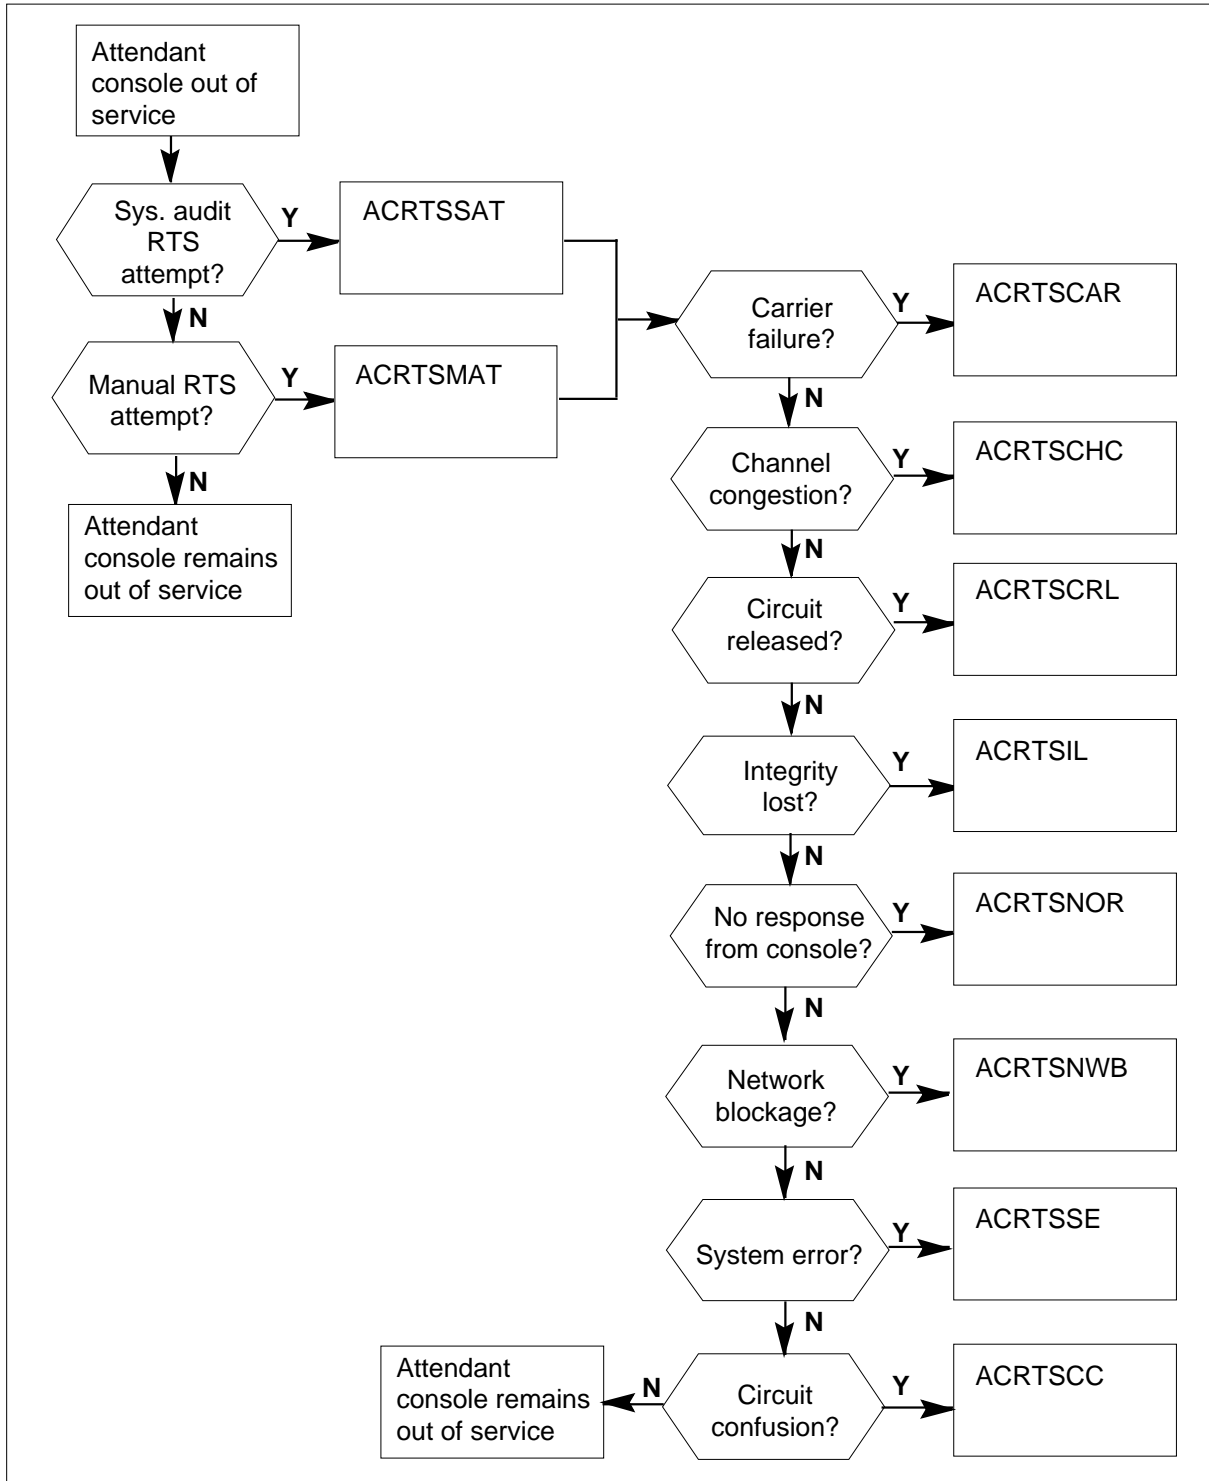 Attendant
console out of
service
Sys. audit
RTS
attempt?
Y
ACRTSSAT
N
Manual RTS
attempt?
Y
ACRTSMAT
N
Attendant
console remains
out of service
Carrier
failure?
Y
ACRTSCAR
N
Channel
congestion?
Y
ACRTSCHC
N
Circuit
released?
Y
ACRTSCRL
N
Integrity
lost?
Y
ACRTSIL
N
No response
from console?
Y
ACRTSNOR
N
Network
blockage?
Y
ACRTSNWB
N
System error?
Y
ACRTSSE
N
Circuit
confusion?
Y
ACRTSCC
N
Attendant
console remains
out of service